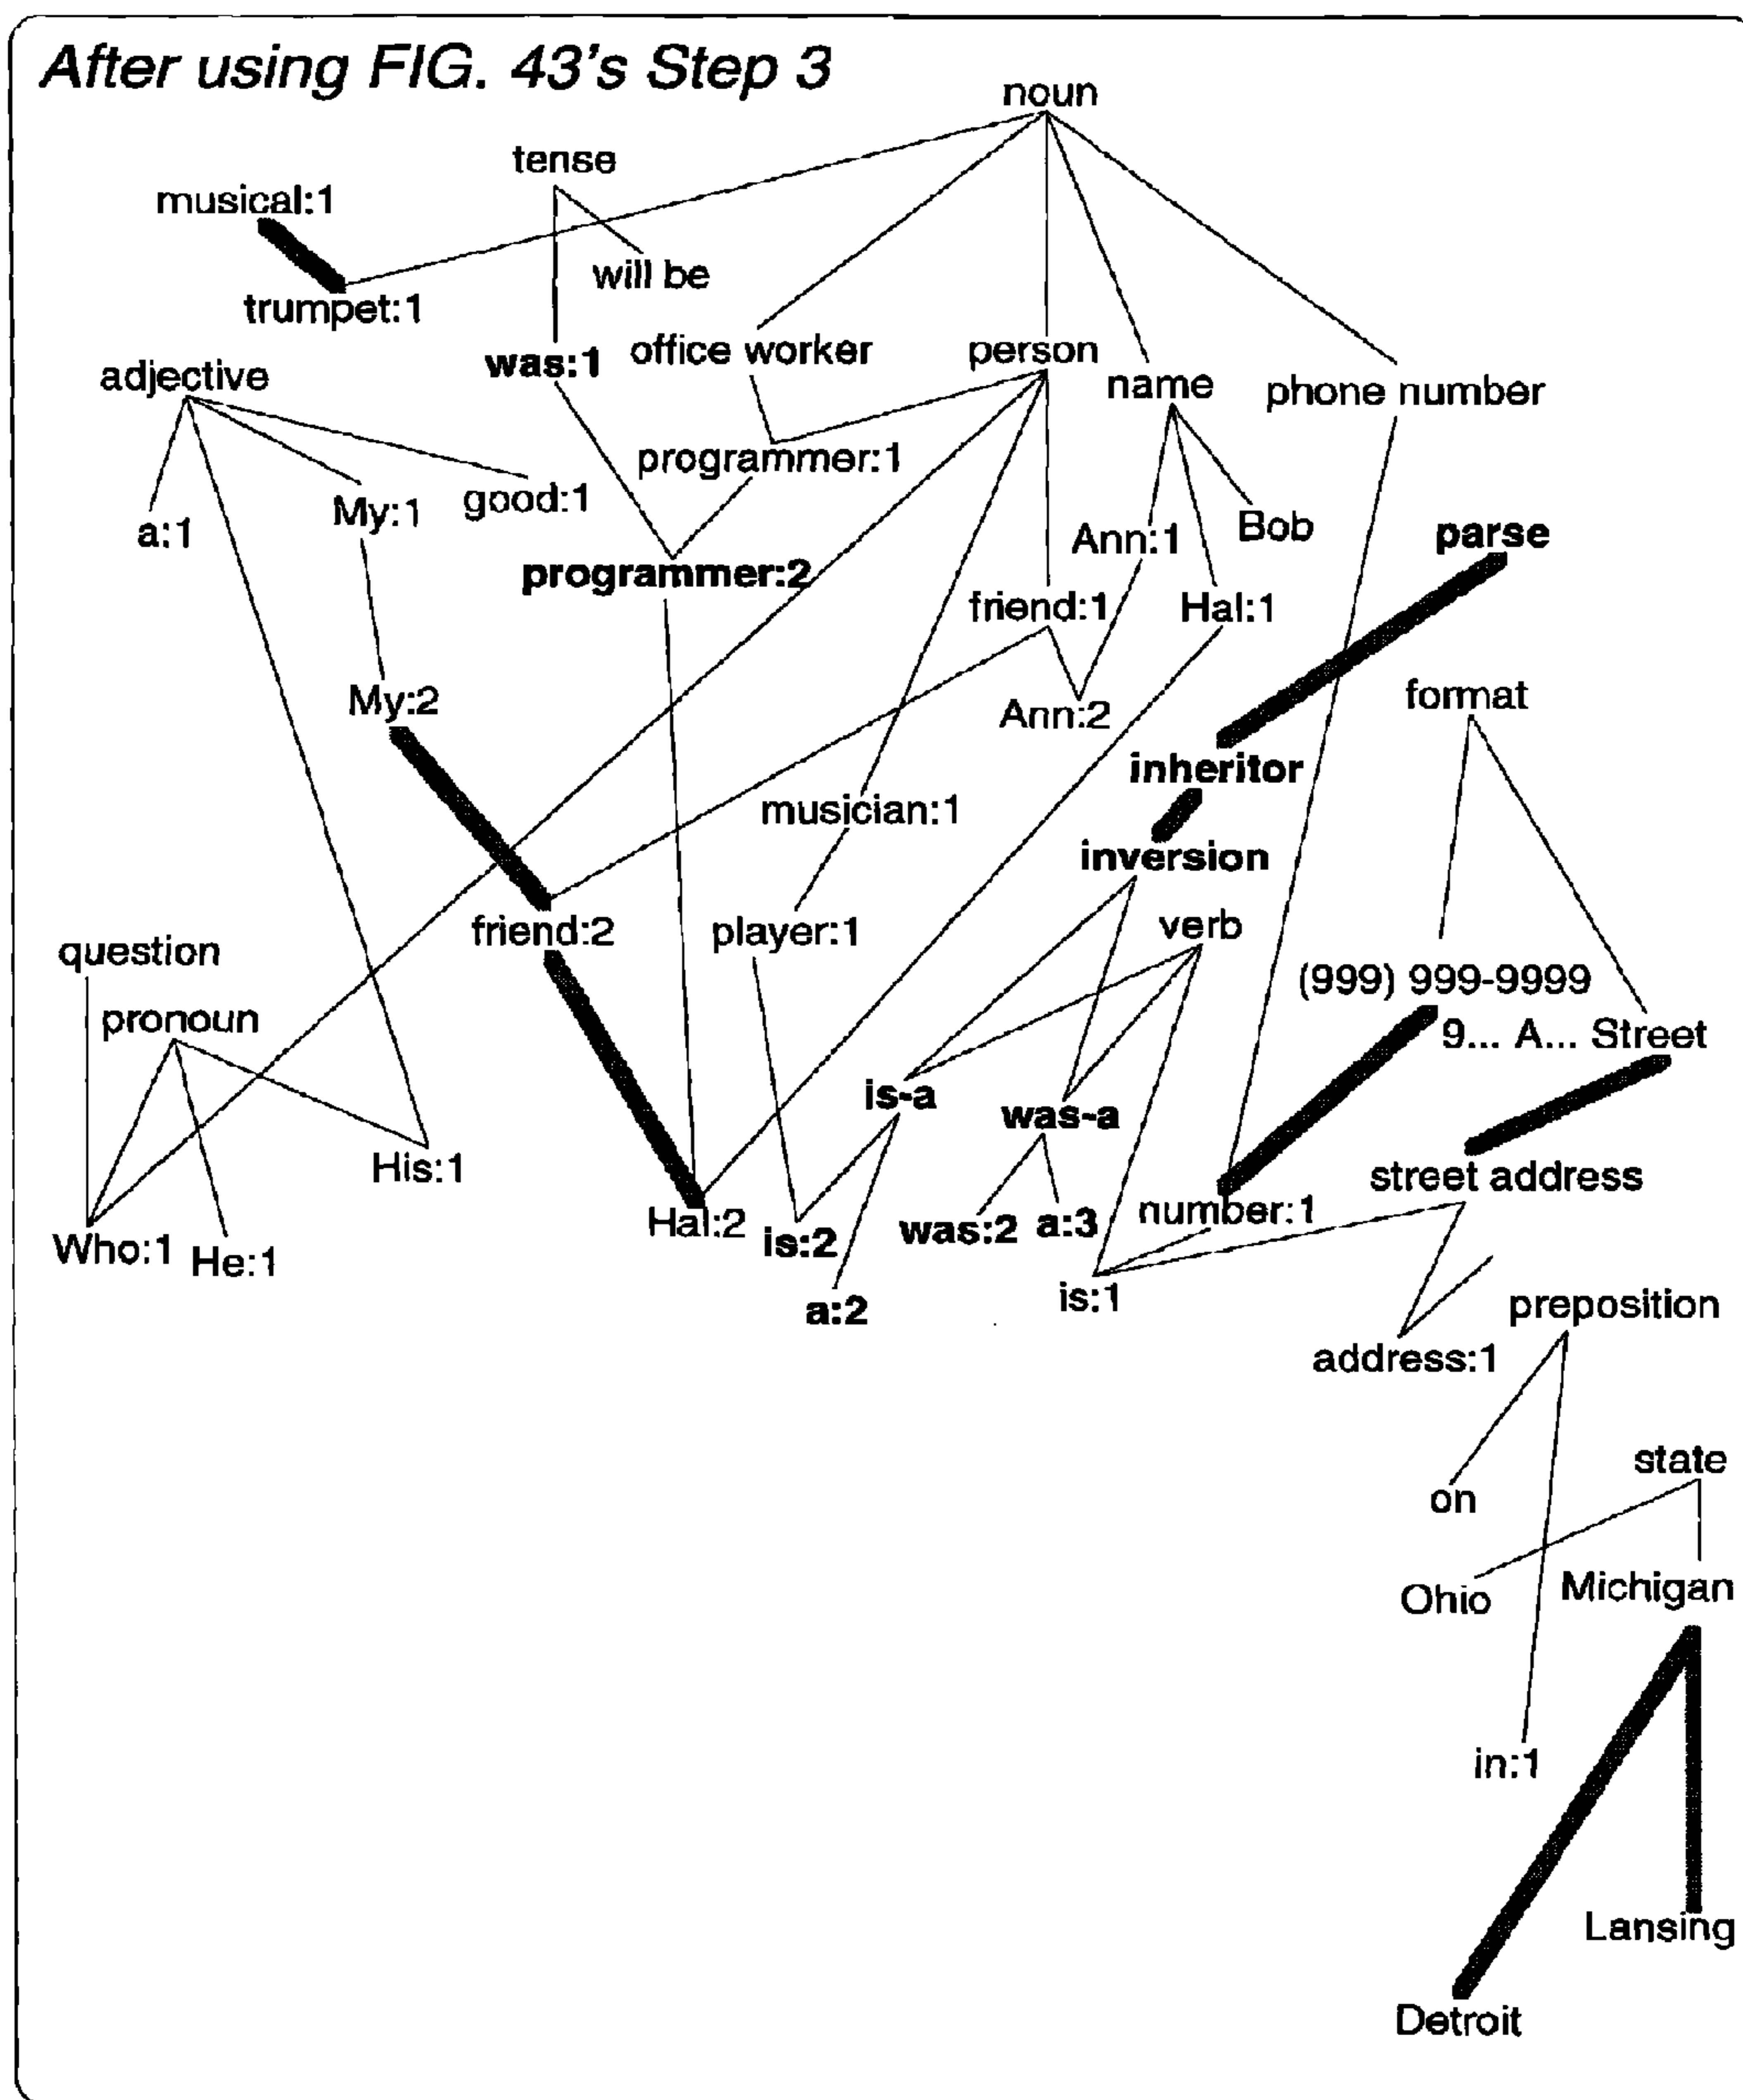 After using FIG. 43's Step 3
noun
tense
musical:1
will be
trumpet:1
was:1
office worker
person
adjective
name
phone number
programmer:1
a:1
My:1
good:1
Ann:1
Bob
parse
programmer:2
friend:1
Hal:1
My:2
Ann:2
format
inheritor
musician:1
inversion
question
friend:2
player:1
verb
(999) 999-9999
pronoun
9... A... Street
is-a
was-a
His:1
street address
Who:1
He:1
Hal:2
is:2
was:2
a:3
number:1
a:2
is:1
preposition
address:1
on
state
Ohio
Michigan
in:1
Lansing
Detroit